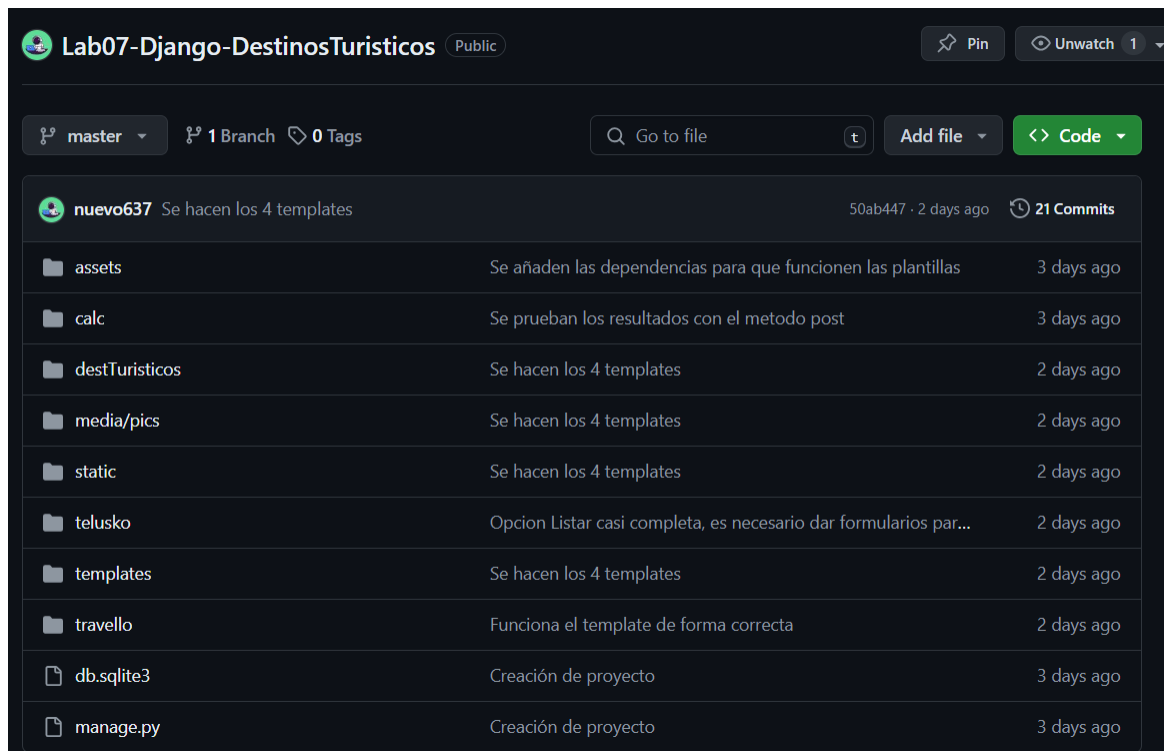 Lab07-Django-DestinosTuristicos Public Pin Unwatch 1
master 1 Branch 0 Tags Go to file t Add file Code
nuevo637 Se hacen los 4 templates 50ab447 · 2 days ago 21 Commits
assets Se añaden las dependencias para que funcionen las plantillas 3 days ago
calc Se prueban los resultados con el metodo post 3 days ago
destTuristicos Se hacen los 4 templates 2 days ago
media/pics Se hacen los 4 templates 2 days ago
static Se hacen los 4 templates 2 days ago
telusko Opcion Listar casi completa, es necesario dar formularios par... 2 days ago
templates Se hacen los 4 templates 2 days ago
travello Funciona el template de forma correcta 2 days ago
db.sqlite3 Creación de proyecto 3 days ago
manage.py Creación de proyecto 3 days ago